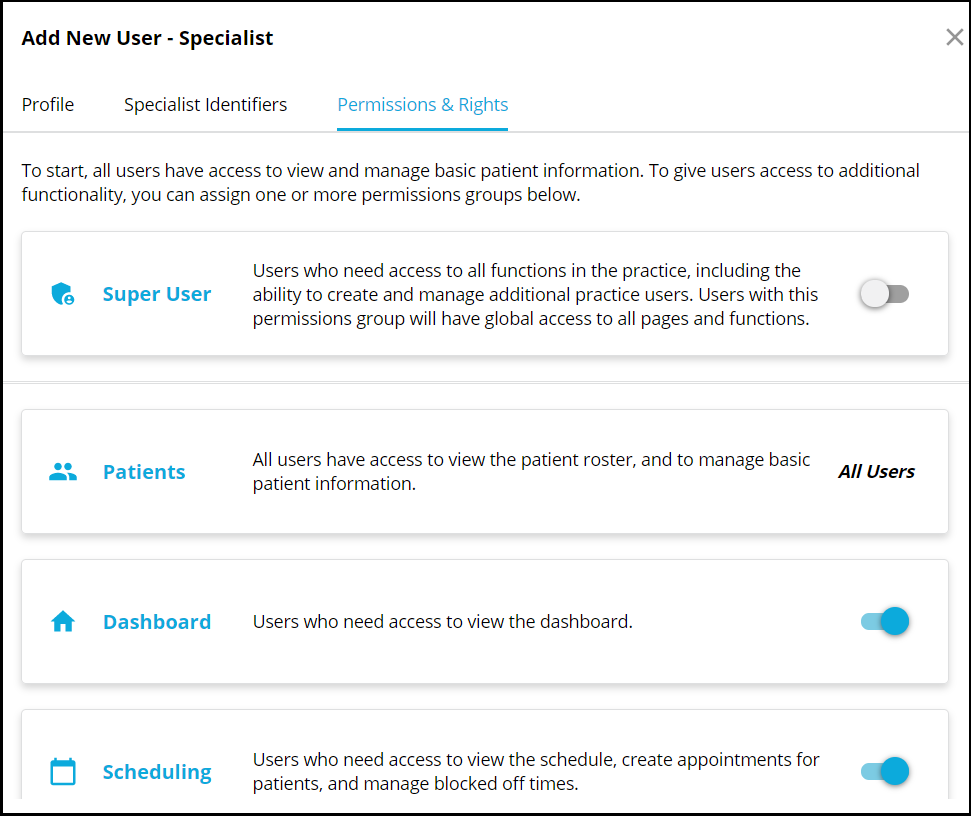 Add New User - Specialist
Profile Specialist Identifiers Permissions & Rights
To start, all users have access to view and manage basic patient information. To give users access to additional
functionality, you can assign one or more permissions groups below.
Super User
Users who need access to all functions in the practice, including the
ability to create and manage additional practice users. Users with this
permissions group will have global access to all pages and functions.
Patients
All users have access to view the patient roster, and to manage basic
patient information.
All Users
Dashboard
Users who need access to view the dashboard.
Scheduling
Users who need access to view the schedule, create appointments for
patients, and manage blocked off times.